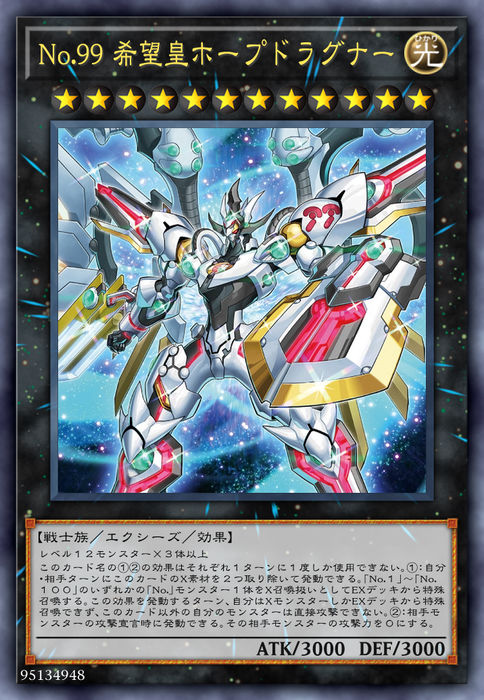 No.99 希望皇ホープドラグナー
ひかり
光
99
【戦士族/エクシーズ/効果】
レベル12モンスター×3体以上
このカード名の①②の効果はそれぞれ1ターンに1度しか使用できない。①:自分
・相手ターンにこのカードのX素材を2つ取り除いて発動できる。「No.1」~「No.
100」のいずれかの「No.」モンスター1体をX召喚扱いとしてEXデッキから特殊
召喚する。この効果を発動するターン、自分はXモンスターしかEXデッキから特殊
召喚できず、このカード以外の自分のモンスターは直接攻撃できない。②:相手モ
ンスターの攻撃宣言時に発動できる。その相手モンスターの攻撃力を0にする。
ATK/3000 DEF/3000
95134948